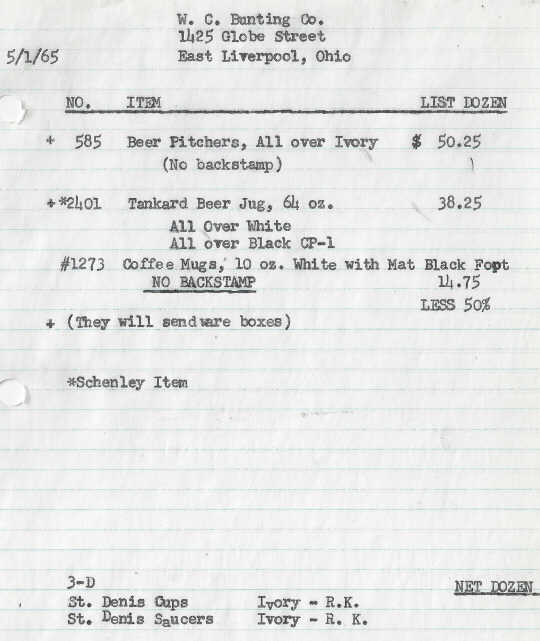 W. C. Bunting Co.
1425 Globe Street
5/1/65 East Liverpool, Ohio
NO. ITEM LIST DOZEN
+ 585 Beer Pitchers, All over Ivory $ 50.25
(No backstamp)
+*2401 Tankard Beer Jug, 64 oz. 38.25
All Over White
All over Black CP-1
#1273 Coffee Mugs, 10 oz. White with Mat Black Foot
NO BACKSTAMP 14.75
LESS 50%
+ (They will sendware boxes)
*Schenley Item
3-D NET DOZEN
St. Denis Cups Ivory - R.K.
St. Denis Saucers Ivory - R. K.